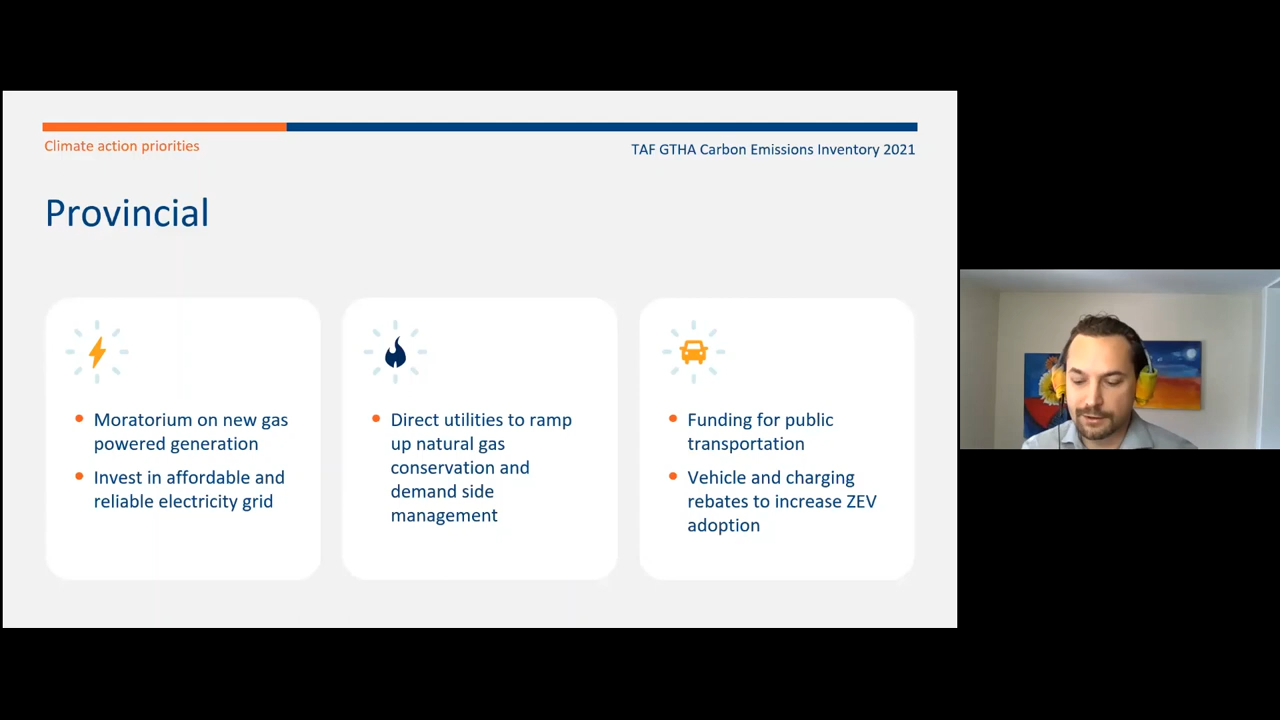 Climate action priorities
TAF GTHA Carbon Emissions Inventory 2021
Provincial
• Moratorium on new gas
powered generation
• Invest in affordable and
reliable electricity grid
• Direct utilities to ramp
up natural gas
conservation and
demand side
management
• Funding for public
transportation
• Vehicle and charging
rebates to increase ZEV
adoption